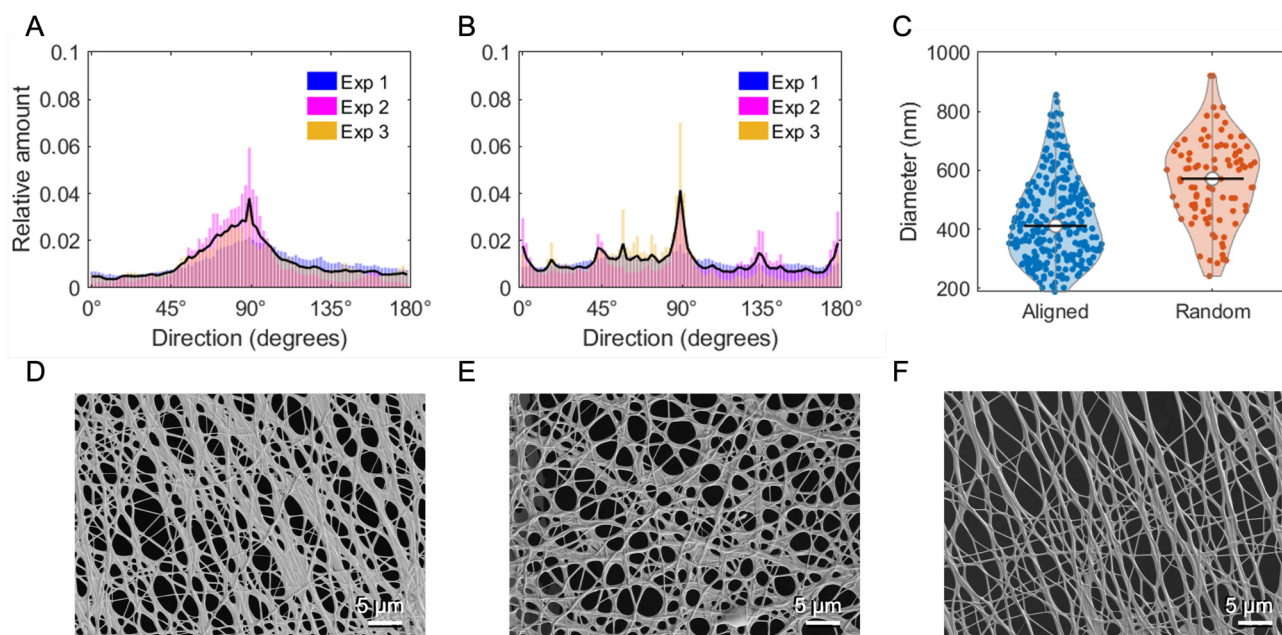 A
B
C
0.1
0.08
0.06
0.04
0.02
0
Relative amount
Exp 1
Exp 2
Exp 3
0
45
90
135
180°
Direction (degrees)
0.1
0.08
0.06
0.04
0.02
0
Exp 1
Exp 2
Exp 3
0
45
90
135
180°
Direction (degrees)
1000
800
600
400
200
Diameter (nm)
Aligned
Random
D
E
F
5 µm
5 µm
5 µm